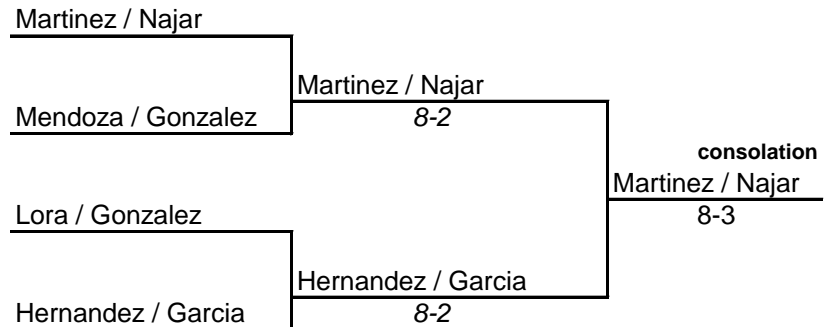 Martinez / Najar
Martinez / Najar
Mendoza / Gonzalez
8-2
consolation
Martinez / Najar
Lora / Gonzalez
8-3
Hernandez / Garcia
Hernandez / Garcia
8-2